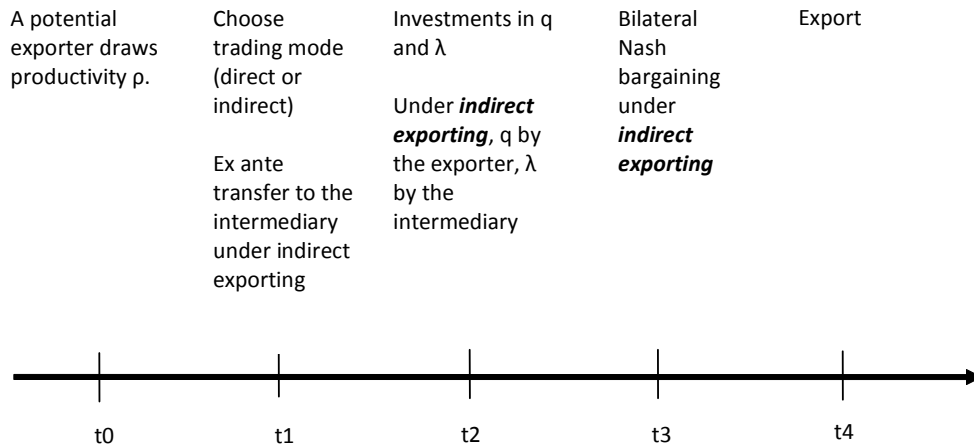 A potential
exporter draws
productivity ρ.
Choose
trading mode
(direct or
indirect)
Ex ante
transfer to the
intermediary
under indirect
exporting
Investments in q
and λ
Under indirect
exporting, q by
the exporter, λ
by the
intermediary
Bilateral
Nash
bargaining
under
indirect
exporting
Export
t0
t1
t2
t3
t4